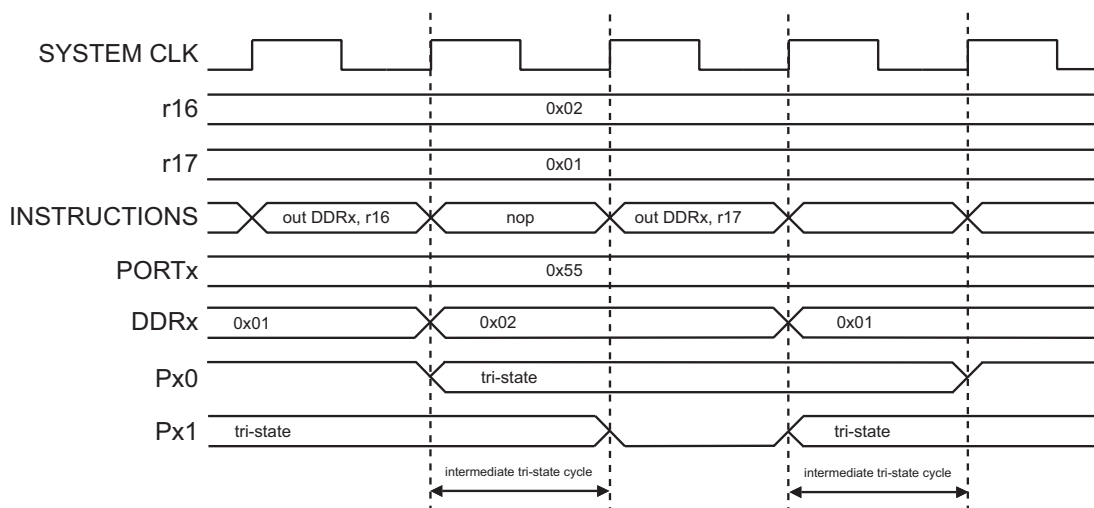 SYSTEM CLK
r16 0x02
r17 0x01
INSTRUCTIONS out DDRx, r16 nop out DDRx, r17
PORTx 0x55
DDRx 0x01 0x02 0x01
Px0 tri-state
Px1 tri-state tri-state
intermediate tri-state cycle intermediate tri-state cycle